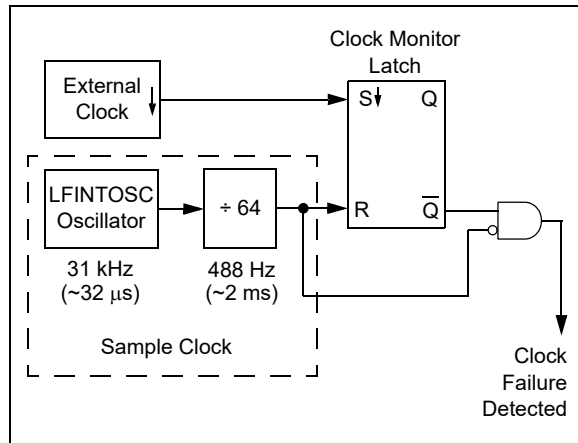 Clock Monitor
Latch
External
Clock
S
Q
LFINTOSC
Oscillator
÷ 64
R
Q̅
31 kHz
(~32 μs)
488 Hz
(~2 ms)
Sample Clock
Clock
Failure
Detected